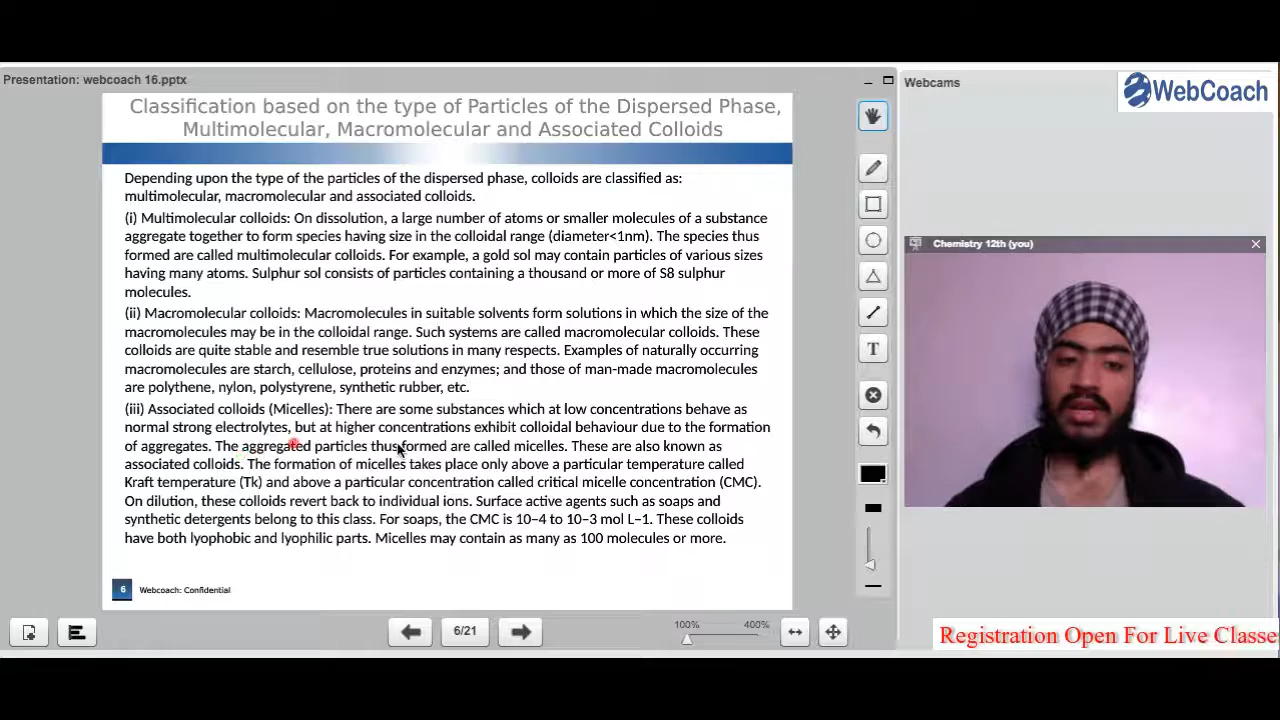 Presentation: webcoach 16.pptx
Webcams
WebCoach
Classification based on the type of Particles of the Dispersed Phase,
Multimolecular, Macromolecular and Associated Colloids
Depending upon the type of the particles of the dispersed phase, colloids are classified as:
multimolecular, macromolecular and associated colloids.
(i) Multimolecular colloids: On dissolution, a large number of atoms or smaller molecules of a substance
aggregate together to form species having size in the colloidal range (diameter<1nm). The species thus
formed are called multimolecular colloids. For example, a gold sol may contain particles of various sizes
having many atoms. Sulphur sol consists of particles containing a thousand or more of S8 sulphur
molecules.
(ii) Macromolecular colloids: Macromolecules in suitable solvents form solutions in which the size of the
macromolecules may be in the colloidal range. Such systems are called macromolecular colloids. These
colloids are quite stable and resemble true solutions in many respects. Examples of naturally occurring
macromolecules are starch, cellulose, proteins and enzymes; and those of man-made macromolecules
are polythene, nylon, polystyrene, synthetic rubber, etc.
(iii) Associated colloids (Micelles): There are some substances which at low concentrations behave as
normal strong electrolytes, but at higher concentrations exhibit colloidal behaviour due to the formation
of aggregates. The aggregated particles thus formed are called micelles. These are also known as
associated colloids. The formation of micelles takes place only above a particular temperature called
Kraft temperature (Tk) and above a particular concentration called critical micelle concentration (CMC).
On dilution, these colloids revert back to individual ions. Surface active agents such as soaps and
synthetic detergents belong to this class. For soaps, the CMC is 10–4 to 10–3 mol L–1. These colloids
have both lyophobic and lyophilic parts. Micelles may contain as many as 100 molecules or more.
6 Webcoach: Confidential
T
Chemistry 12th (you)
6/21
100% 400%
Registration Open For Live Classe